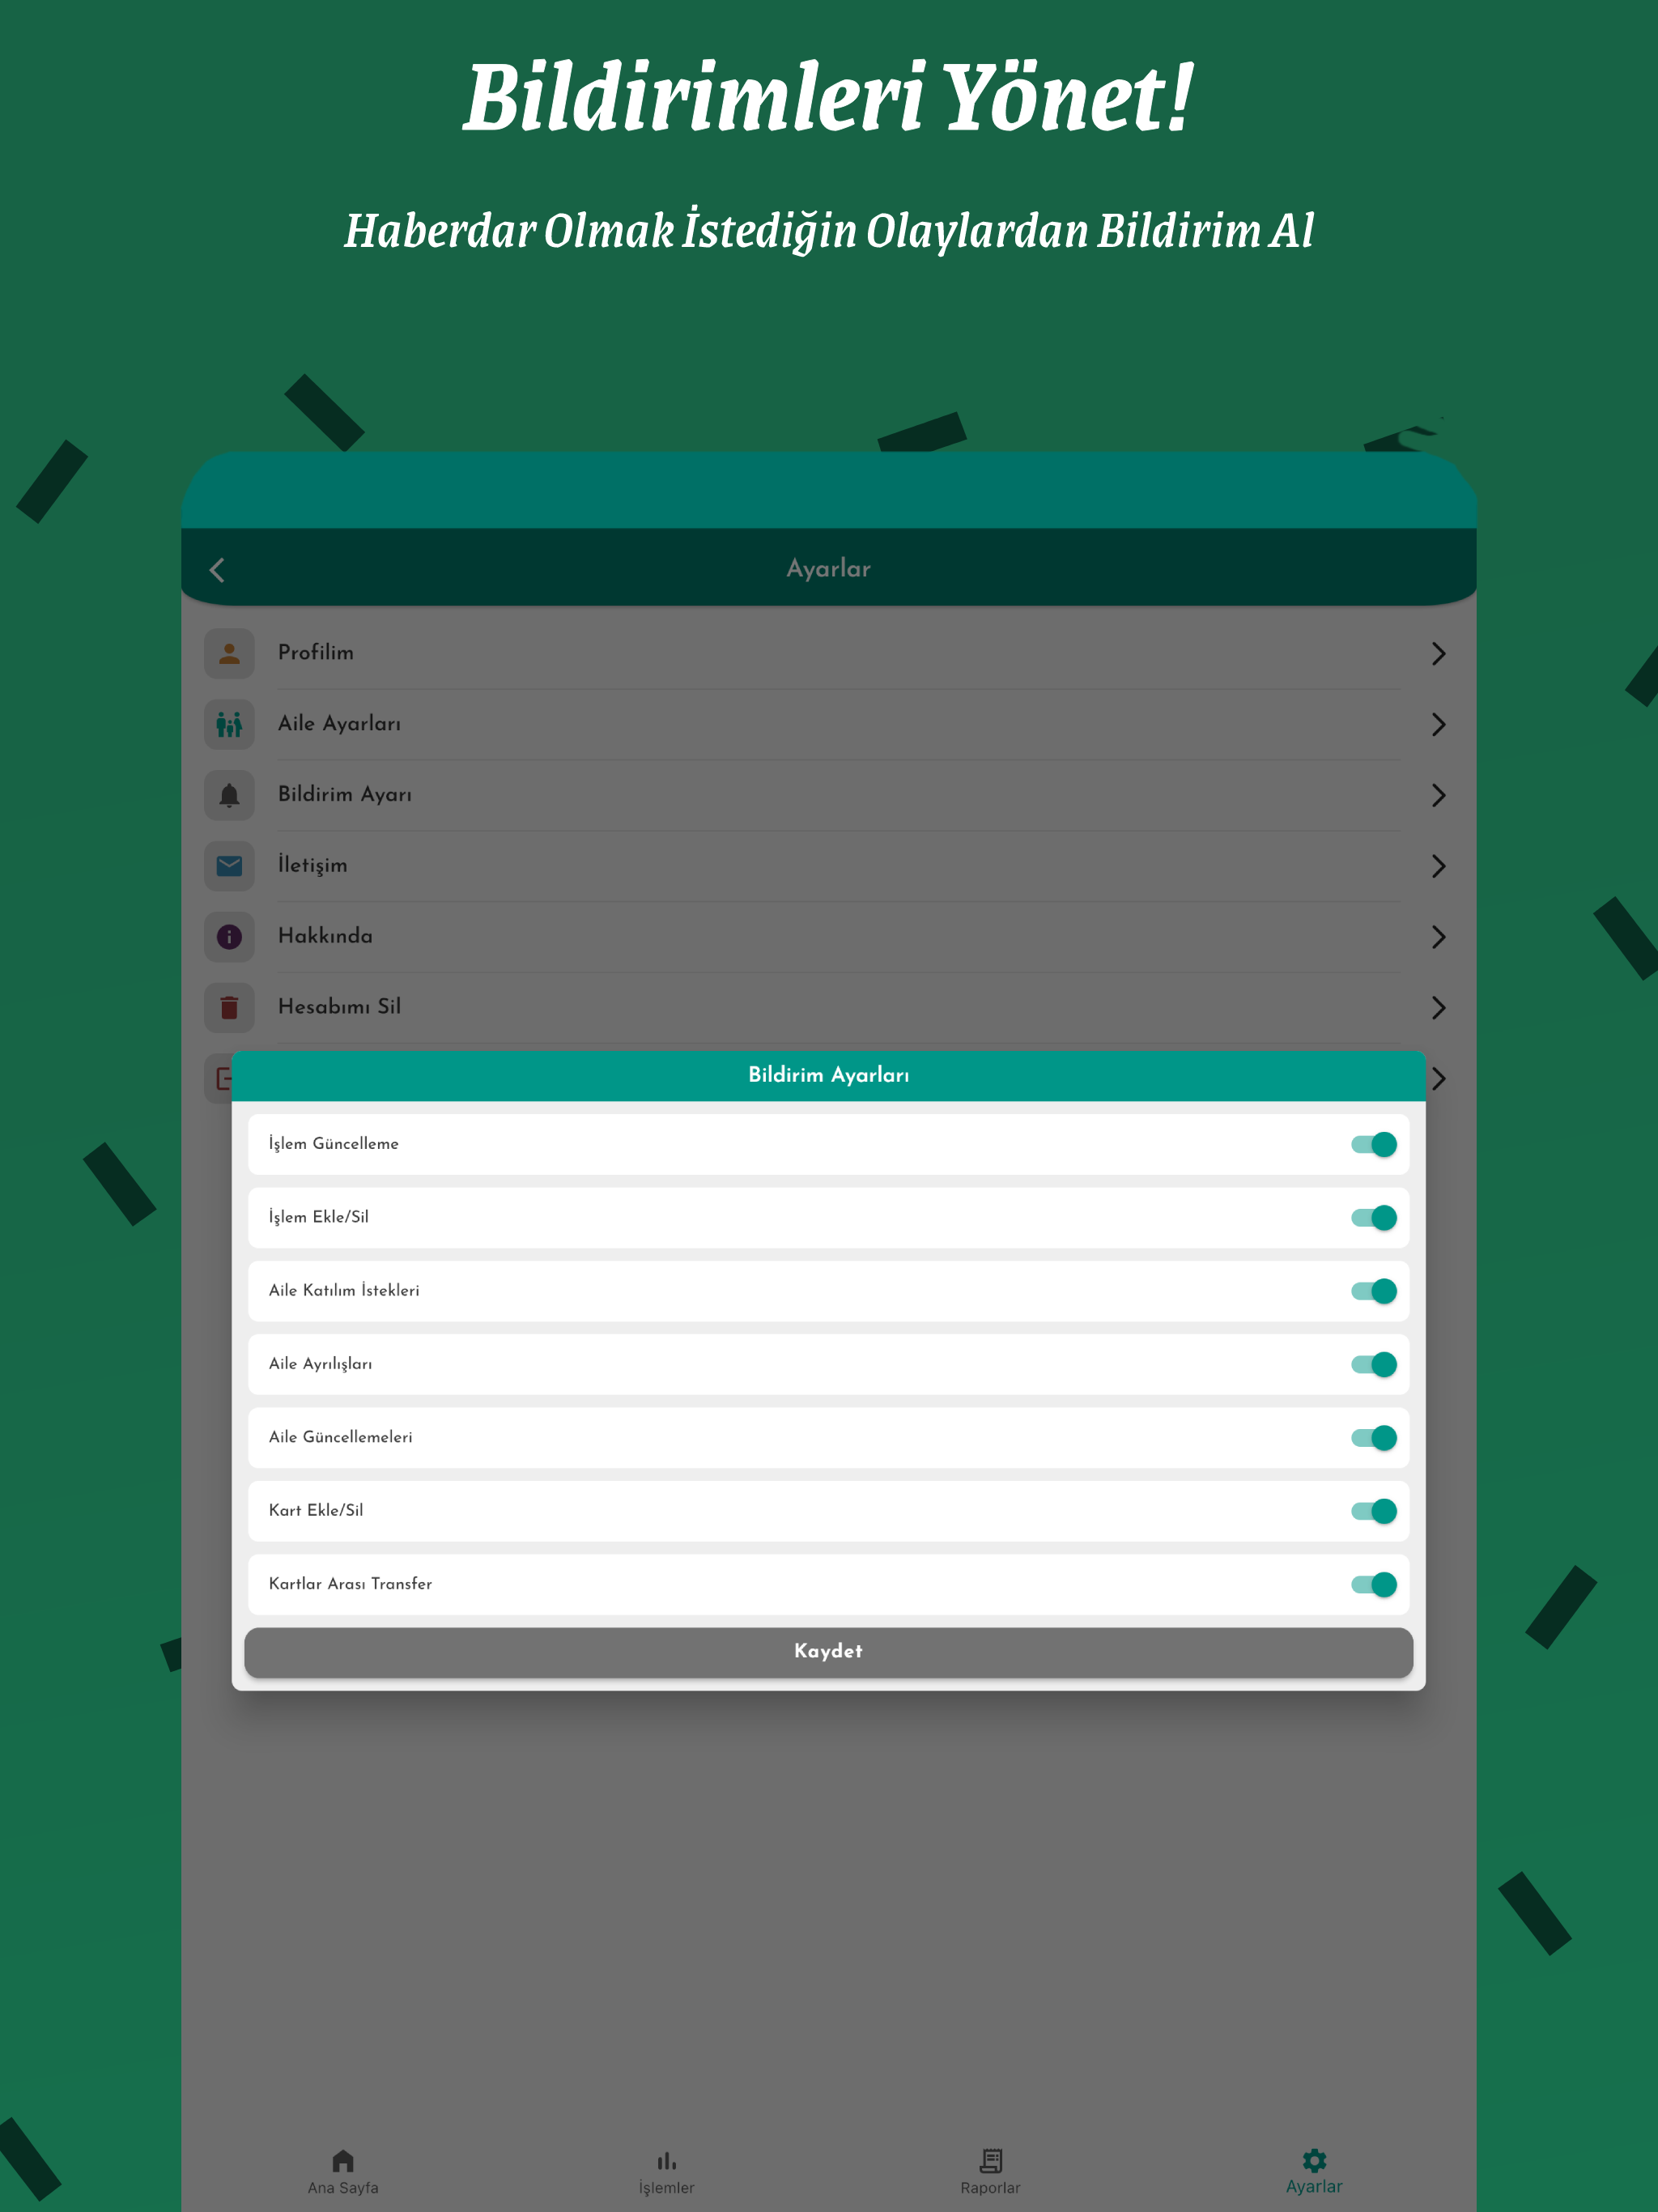 Bildirimleri Yönet!
Haberdar Olmak İstediğin Olaylardan Bildirim Al
Ayarlar
Profilim
Aile Ayarları
Bildirim Ayarı
İletişim
Hakkında
Hesabımı Sil
Bildirim Ayarları
İşlem Güncelleme
İşlem Ekle/Sil
Aile Katılım İstekleri
Aile Ayrılışları
Aile Güncellemeleri
Kart Ekle/Sil
Kartlar Arası Transfer
Kaydet
Ana Sayfa
İşlemler
Raporlar
Ayarlar